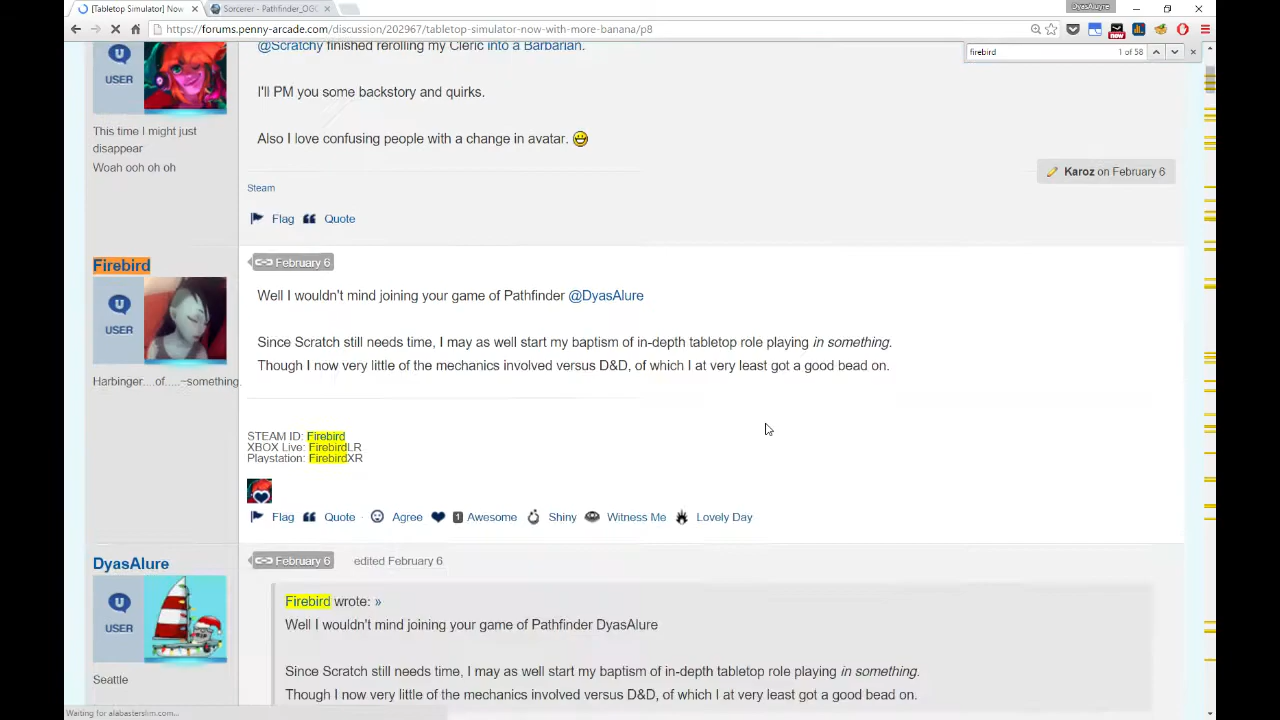 [Tabletop Simulator] Nov
Sorcerer - Pathfinder_OGC
DyasAluyre
https://forums.penny-arcade.com/discussion/202967/tabletop-simulator-now-with-more-banana/p8
firebird
1 of 58
@Scratchy finished rerolling my Cleric into a Barbarian.
USER
I'll PM you some backstory and quirks.
This time I might just
disappear
Woah ooh oh oh
Also I love confusing people with a change in avatar.
Karoz on February 6
Steam
Flag Quote
Firebird
February 6
USER
Well I wouldn't mind joining your game of Pathfinder @DyasAlure
Since Scratch still needs time, I may as well start my baptism of in-depth tabletop role playing in something.
Though I now very little of the mechanics involved versus D&D, of which I at very least got a good bead on.
Harbinger....of.....~something.
STEAM ID: Firebird
XBOX Live: FirebirdLR
Playstation: FirebirdXR
Flag Quote · Agree 1 Awesome Shiny Witness Me Lovely Day
DyasAlure
February 6 edited February 6
USER
Seattle
Firebird wrote: »
Well I wouldn't mind joining your game of Pathfinder DyasAlure
Since Scratch still needs time, I may as well start my baptism of in-depth tabletop role playing in something.
Though I now very little of the mechanics involved versus D&D, of which I at very least got a good bead on.
Waiting for alabasterslim.com...